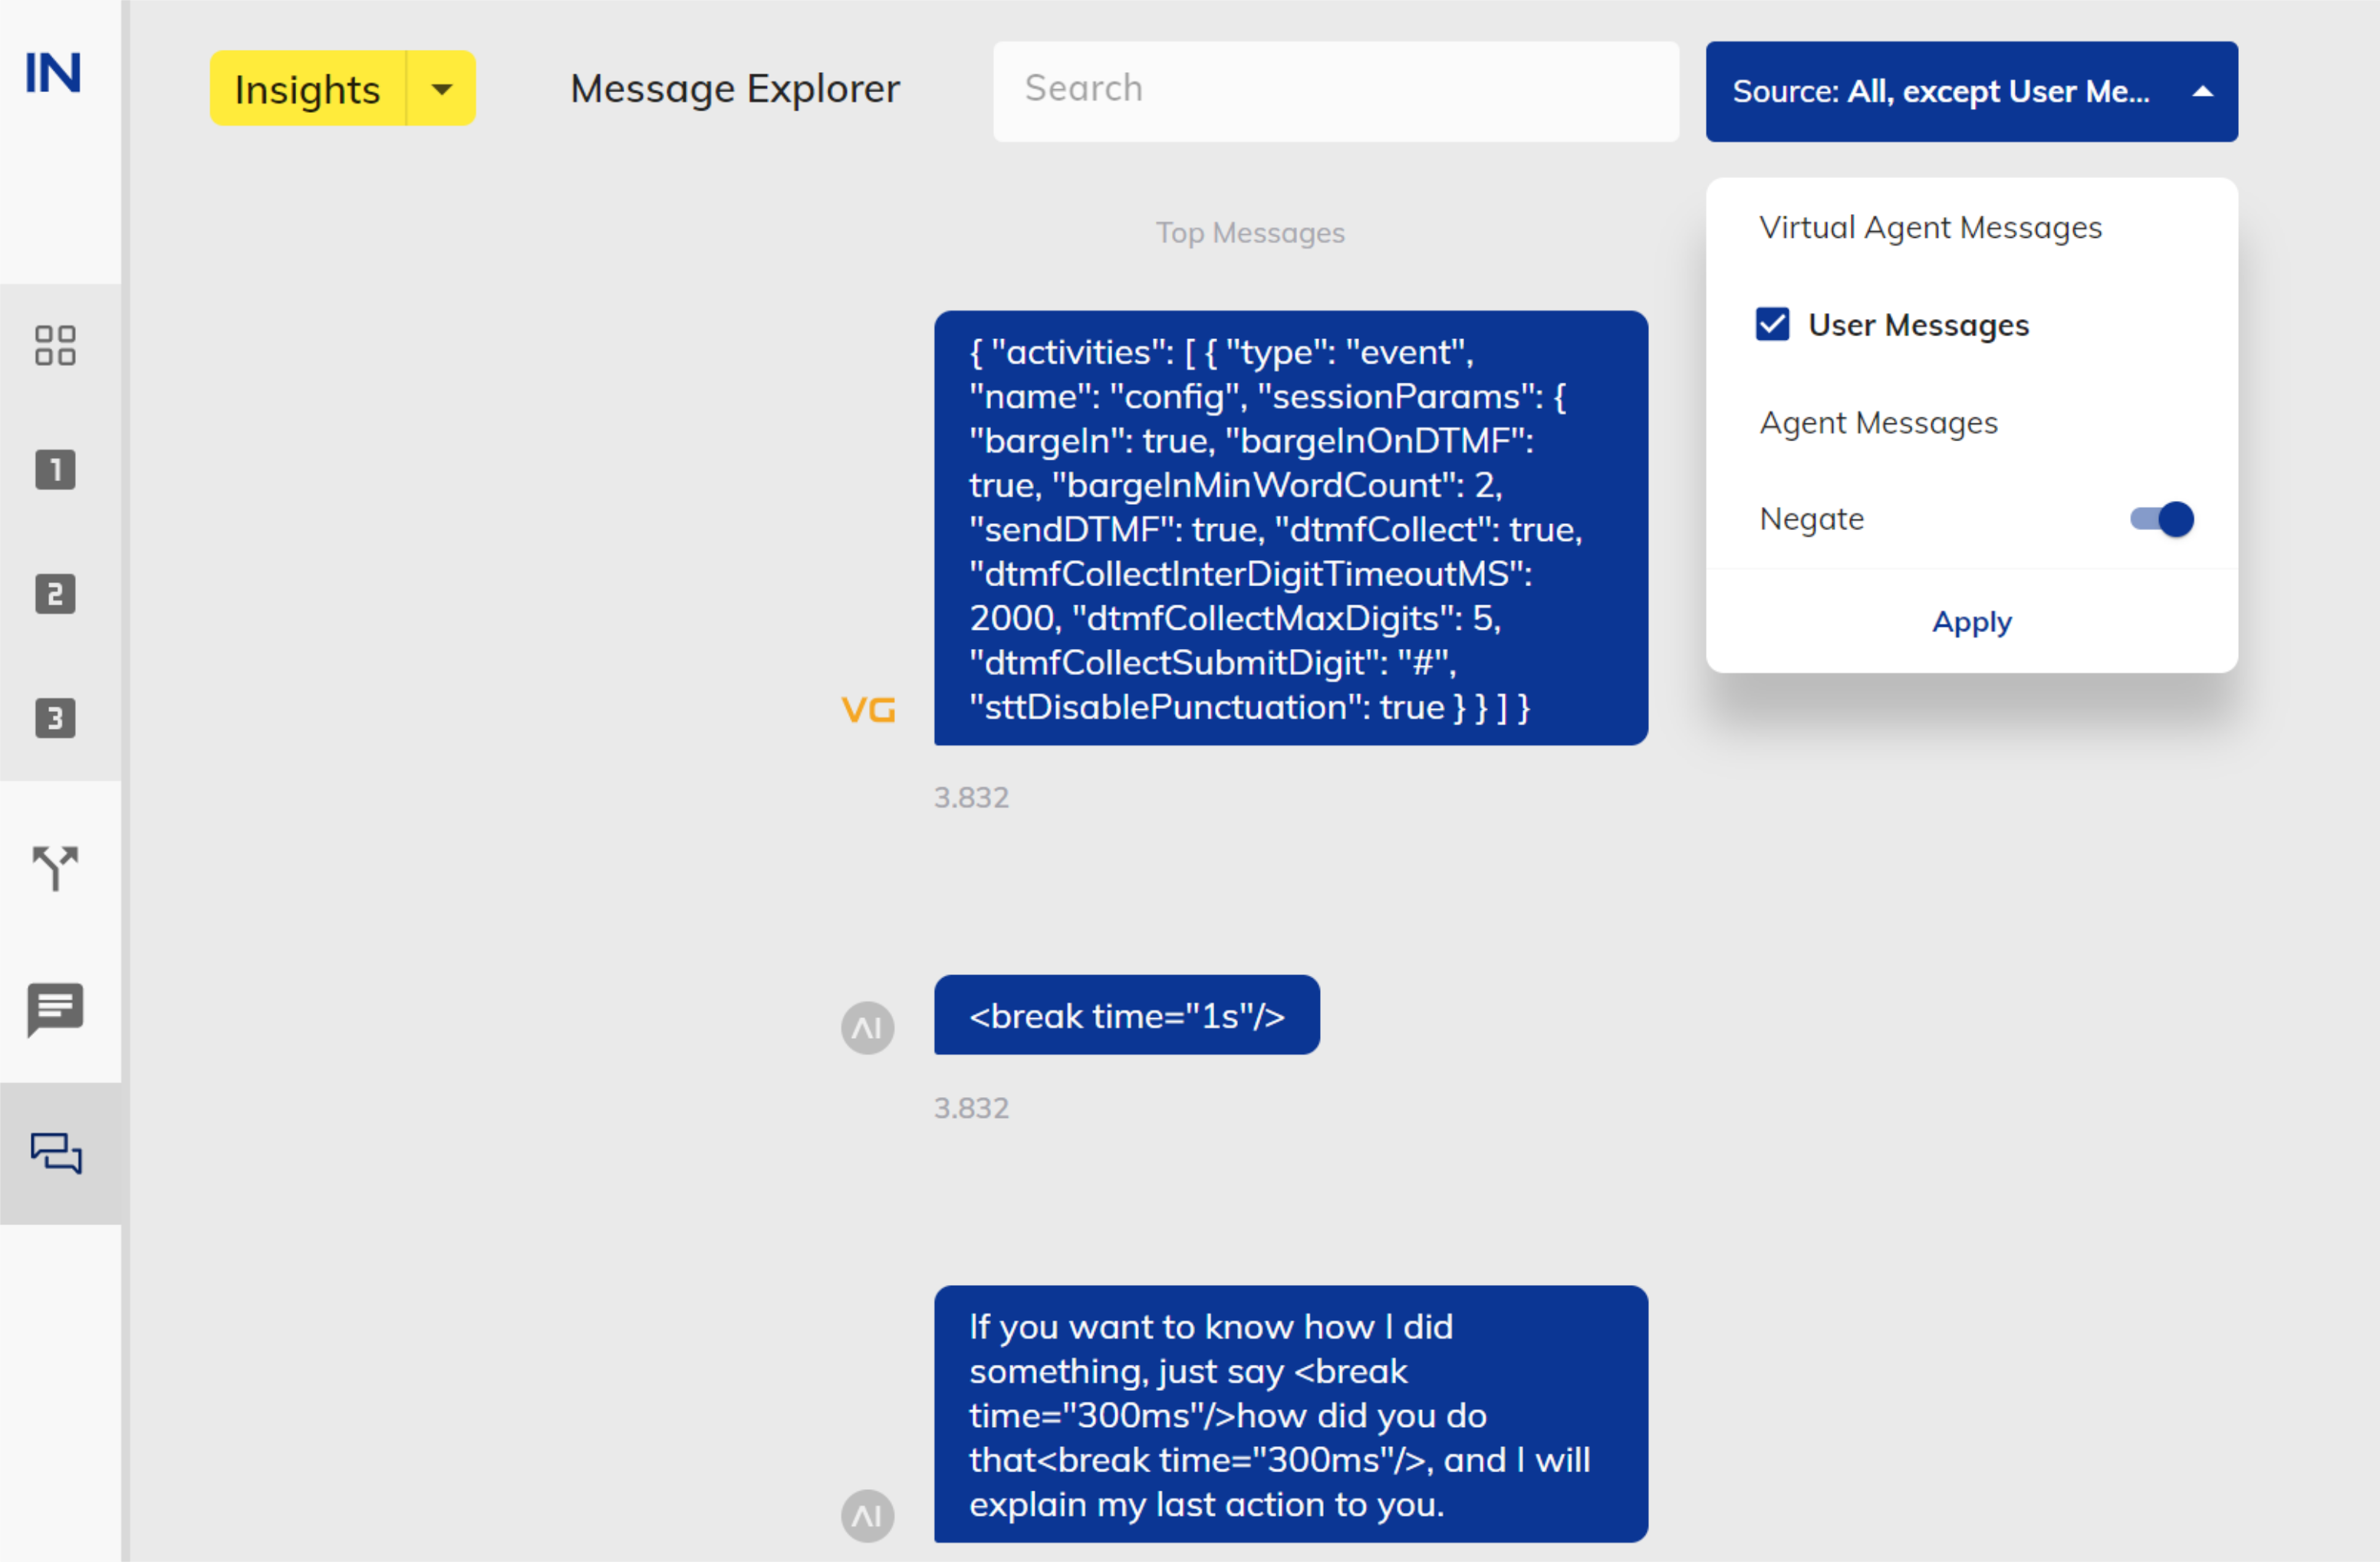 IN
Insights
Message Explorer
Search
Source: All, except User Me...
Virtual Agent Messages
User Messages
Agent Messages
Negate
Apply
Top Messages
1
2
3
{ "activities": [ { "type": "event",
"name": "config", "sessionParams": {
"bargeIn": true, "bargeInOnDTMF":
true, "bargeInMinWordCount": 2,
"sendDTMF": true, "dtmfCollect": true,
"dtmfCollectInterDigitTimeoutMS":
2000, "dtmfCollectMaxDigits": 5,
"dtmfCollectSubmitDigit": "#",
"sttDisablePunctuation": true } } ] }
VG
3.832
<break time="1s"/>
AI
3.832
If you want to know how I did
something, just say <break
time="300ms"/>how did you do
that<break time="300ms"/>, and I will
explain my last action to you.
AI